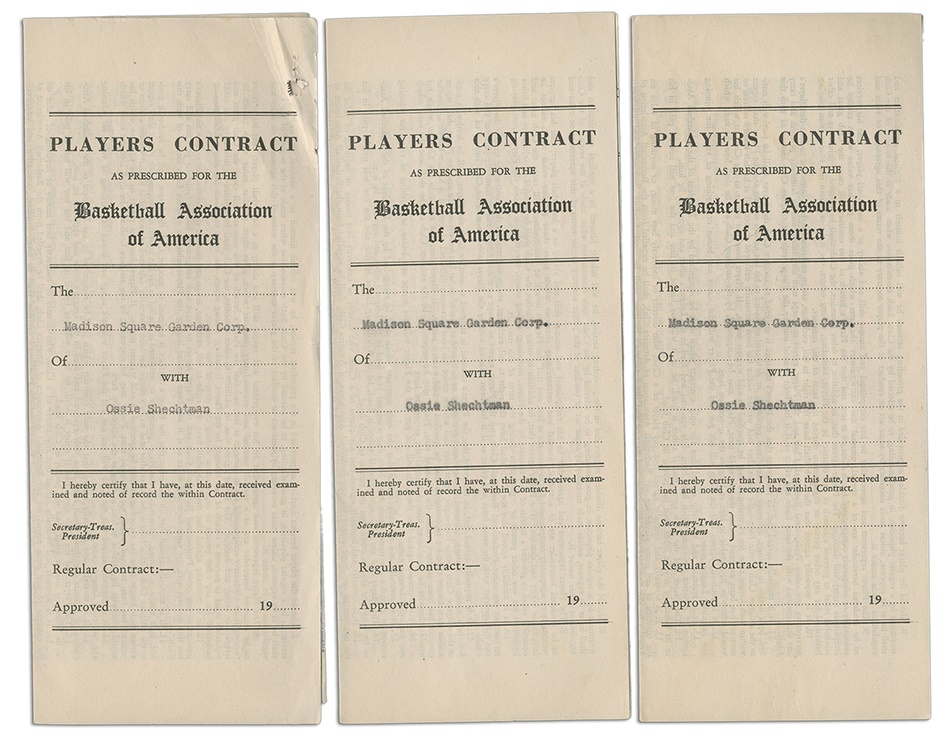 PLAYERS CONTRACT
AS PRESCRIBED FOR THE
Basketball Association
of America
The
Madison Square Garden Corp.
Of
WITH
Ossie Shechtman
I hereby certify that I have, at this date, received exam-
ined and noted of record the within Contract.
Secretary-Treas.
President
Regular Contract:—
Approved 19
PLAYERS CONTRACT
AS PRESCRIBED FOR THE
Basketball Association
of America
The
Madison Square Garden Corp.
Of
WITH
Ossie Shechtman
I hereby certify that I have, at this date, received exam-
ined and noted of record the within Contract.
Secretary-Treas.
President
Regular Contract:—
Approved 19
PLAYERS CONTRACT
AS PRESCRIBED FOR THE
Basketball Association
of America
The
Madison Square Garden Corp.
Of
WITH
Ossie Shechtman
I hereby certify that I have, at this date, received exam-
ined and noted of record the within Contract.
Secretary-Treas.
President
Regular Contract:—
Approved 19